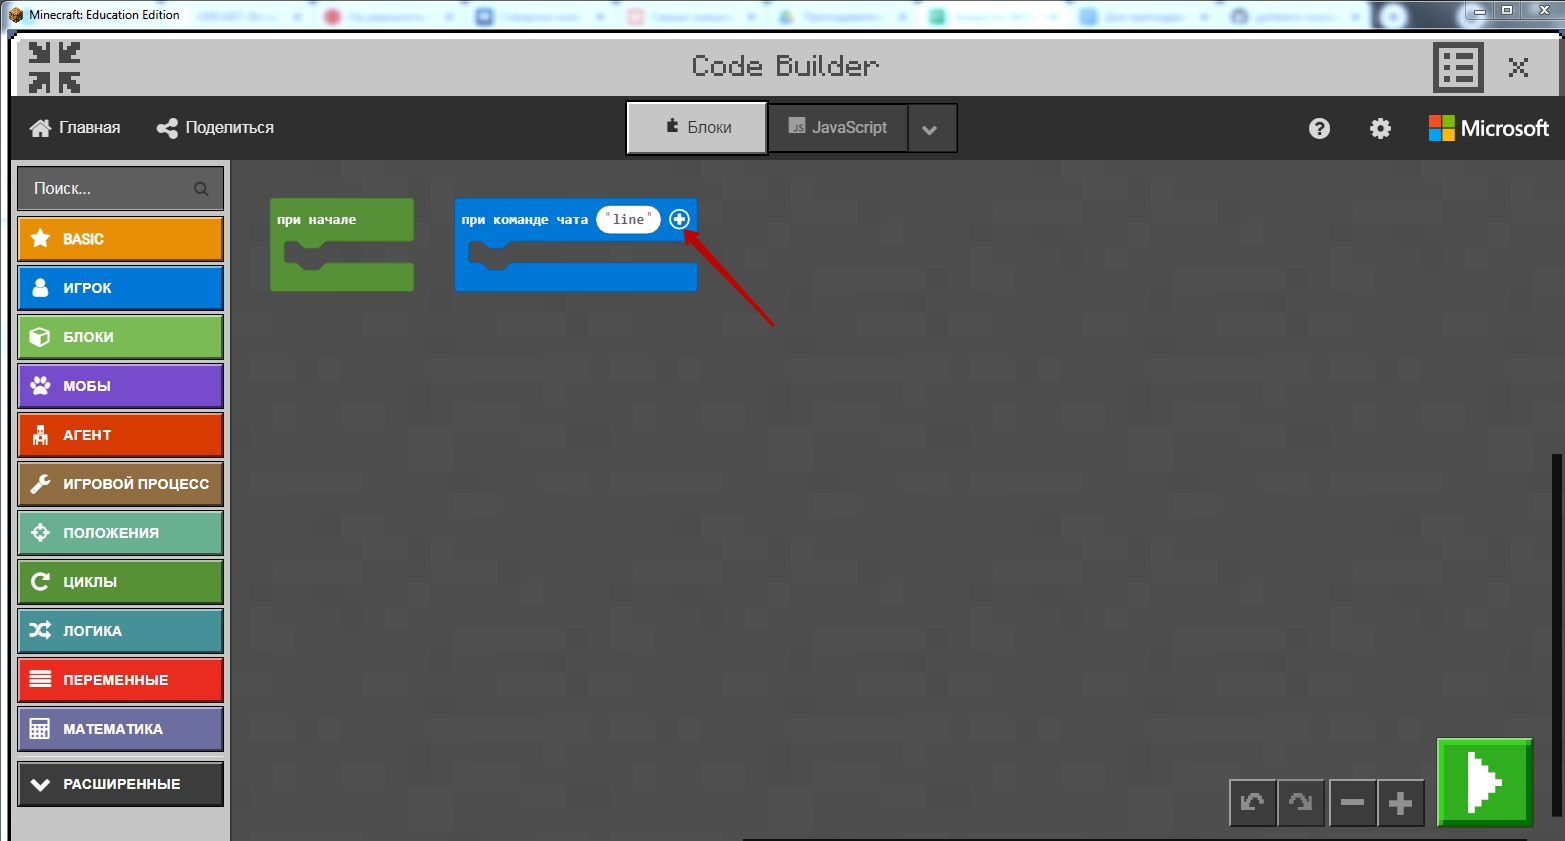 Minecraft: Education Edition
Code Builder
Главная
Поделиться
Блоки
JS JavaScript
Microsoft
Поиск...
BASIC
ИГРОК
БЛОКИ
МОБЫ
АГЕНТ
ИГРОВОЙ ПРОЦЕСС
ПОЛОЖЕНИЯ
ЦИКЛЫ
ЛОГИКА
ПЕРЕМЕННЫЕ
МАТЕМАТИКА
РАСШИРЕННЫЕ
при начале
при команде чата "line"